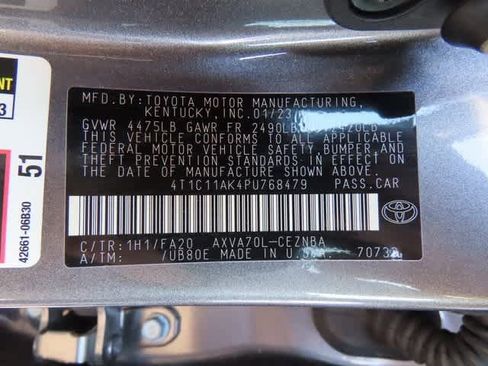 MFD. BY: TOYOTA MOTOR MANUFACTURING,
KENTUCKY, INC. 01/23
GVWR 4475LB GAWR FR 2490LB
THIS VEHICLE CONFORMS TO ALL APPLICABLE
FEDERAL MOTOR VEHICLE SAFETY, BUMPER, AND
THEFT PREVENTION STANDARDS IN EFFECT ON THE
DATE OF MANUFACTURE SHOWN ABOVE.
4T1C11AK4PU768479 PASS.CAR
C/TR:1H1/FA20 AXVA70L-CEZNBA
A/TM: /UB80E MADE IN U.S.A.
TOYOTA
3
51
42661-06B30